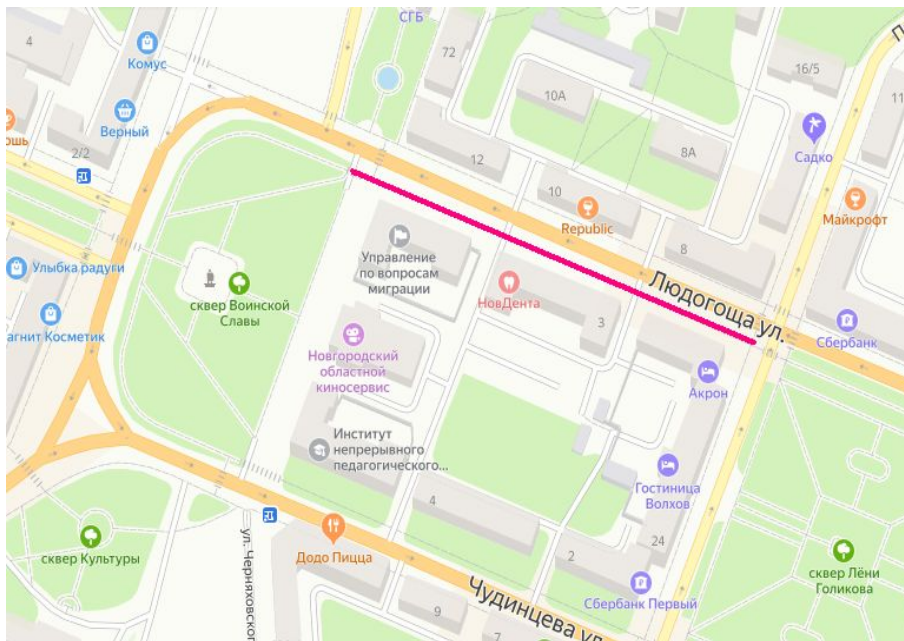 СГБ
4
Комус
72
16/5
11
10А
Верный
ошь
2/2
12
8А
Садко
10
Republic
Майкрофт
8
Управление
по вопросам
миграции
Улыбка радуги
сквер Воинской
Славы
НовДента
Людогоща ул.
агнит Косметик
3
Сбербанк
Новгородский
областной
киносервис
Акрон
Институт
непрерывного
педагогического...
Гостиница
Волхов
4
ул. Черняховского
24
сквер Культуры
Додо Пицца
2
сквер Лёни
Голикова
Чудинцева ул.
Сбербанк Первый
9
7